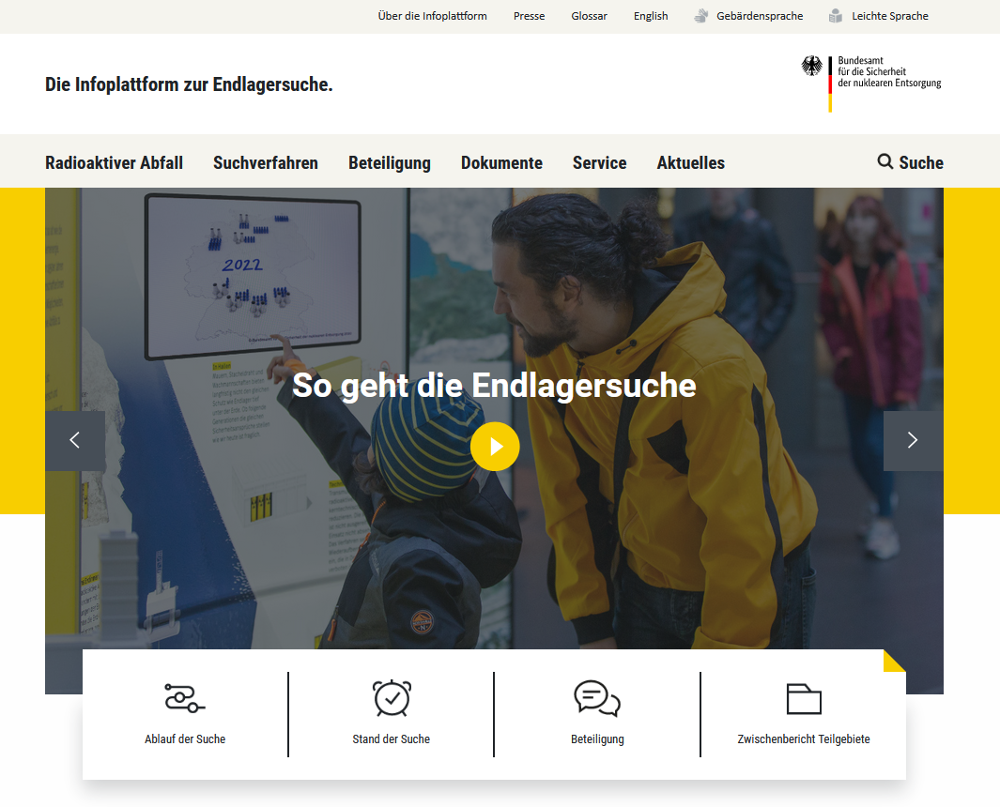 Über die Infoplattform Presse Glossar English Gebärdensprache Leichte Sprache
Die Infoplattform zur Endlagersuche.
Bundesamt
für die Sicherheit
der nuklearen Entsorgung
Radioaktiver Abfall Suchverfahren Beteiligung Dokumente Service Aktuelles Suche
2022
So geht die Endlagersuche
Ablauf der Suche Stand der Suche Beteiligung Zwischenbericht Teilgebiete